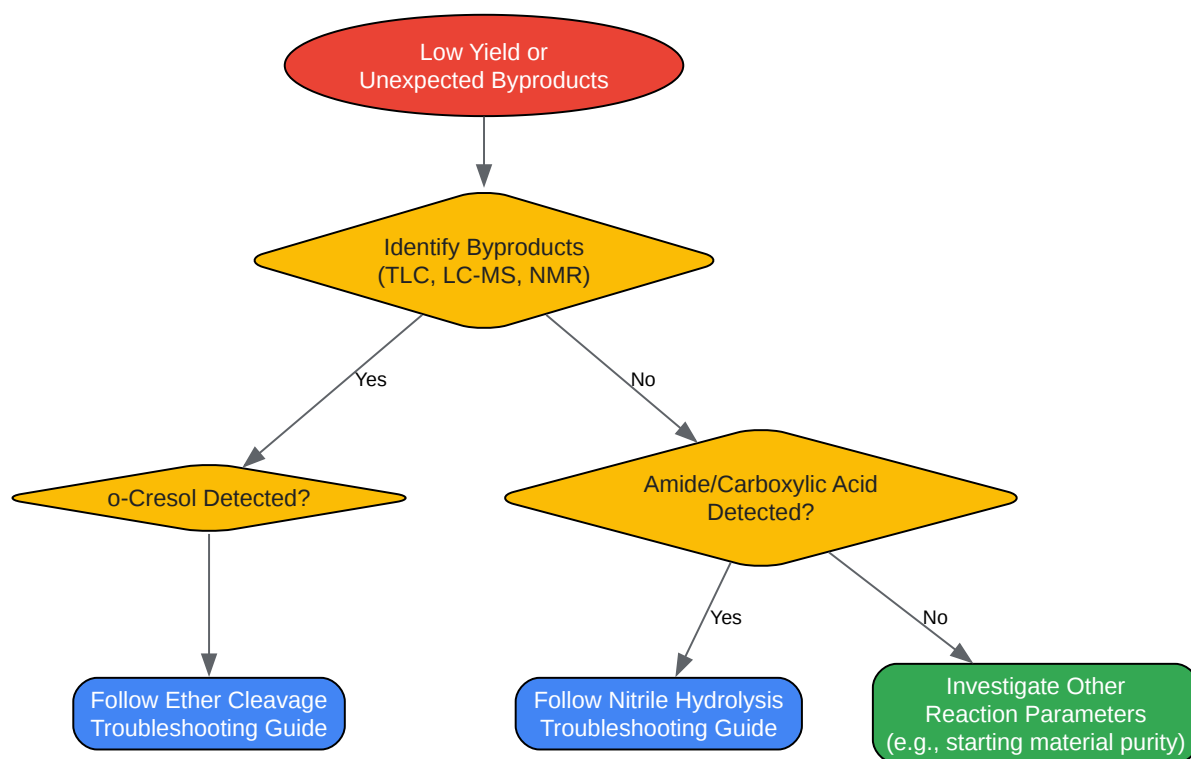 Low Yield or
Unexpected Byproducts
Identify Byproducts
(TLC, LC-MS, NMR)
Yes
No
o-Cresol Detected?
Amide/Carboxylic Acid
Detected?
Yes
No
Follow Ether Cleavage
Troubleshooting Guide
Follow Nitrile Hydrolysis
Troubleshooting Guide
Investigate Other
Reaction Parameters
(e.g., starting material purity)